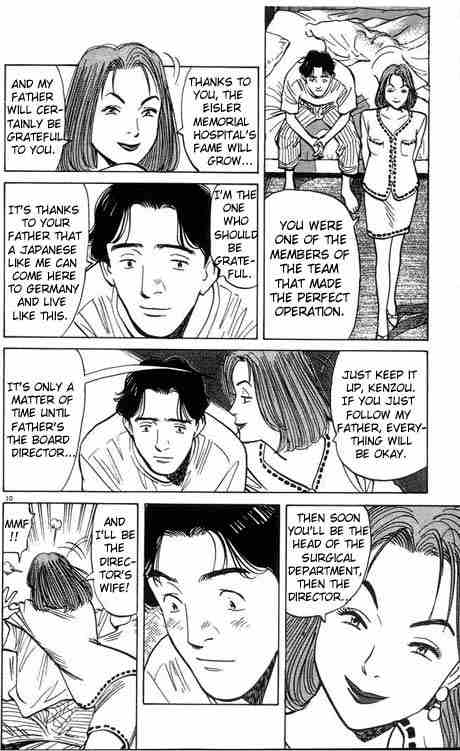 YOU WERE
ONE OF THE
MEMBERS OF
THE TEAM
THAT MADE
THE PERFECT
OPERATION.
THANKS TO
YOU, THE
EISLER
MEMORIAL
HOSPITAL'S
FAME WILL
GROW...
AND MY
FATHER
WILL CER-
TAINLY BE
GRATEFUL
TO YOU.
I'M THE
ONE
WHO
SHOULD
BE
GRATE-
FUL.
IT'S THANKS
TO YOUR
FATHER THAT
A JAPANESE
LIKE ME CAN
COME HERE
TO GERMANY
AND LIVE
LIKE THIS.
JUST KEEP IT
UP, KENZOU.
IF YOU JUST
FOLLOW MY
FATHER, EVERY-
THING WILL
BE OKAY.
IT'S ONLY A
MATTER OF
TIME UNTIL
FATHER'S
THE BOARD
DIRECTOR...
10
THEN SOON
YOU'LL BE THE
HEAD OF THE
SURGICAL
DEPARTMENT,
THEN THE
DIRECTOR...
AND
I'LL BE
THE
DIREC-
TOR'S
WIFE!
MMF
!!